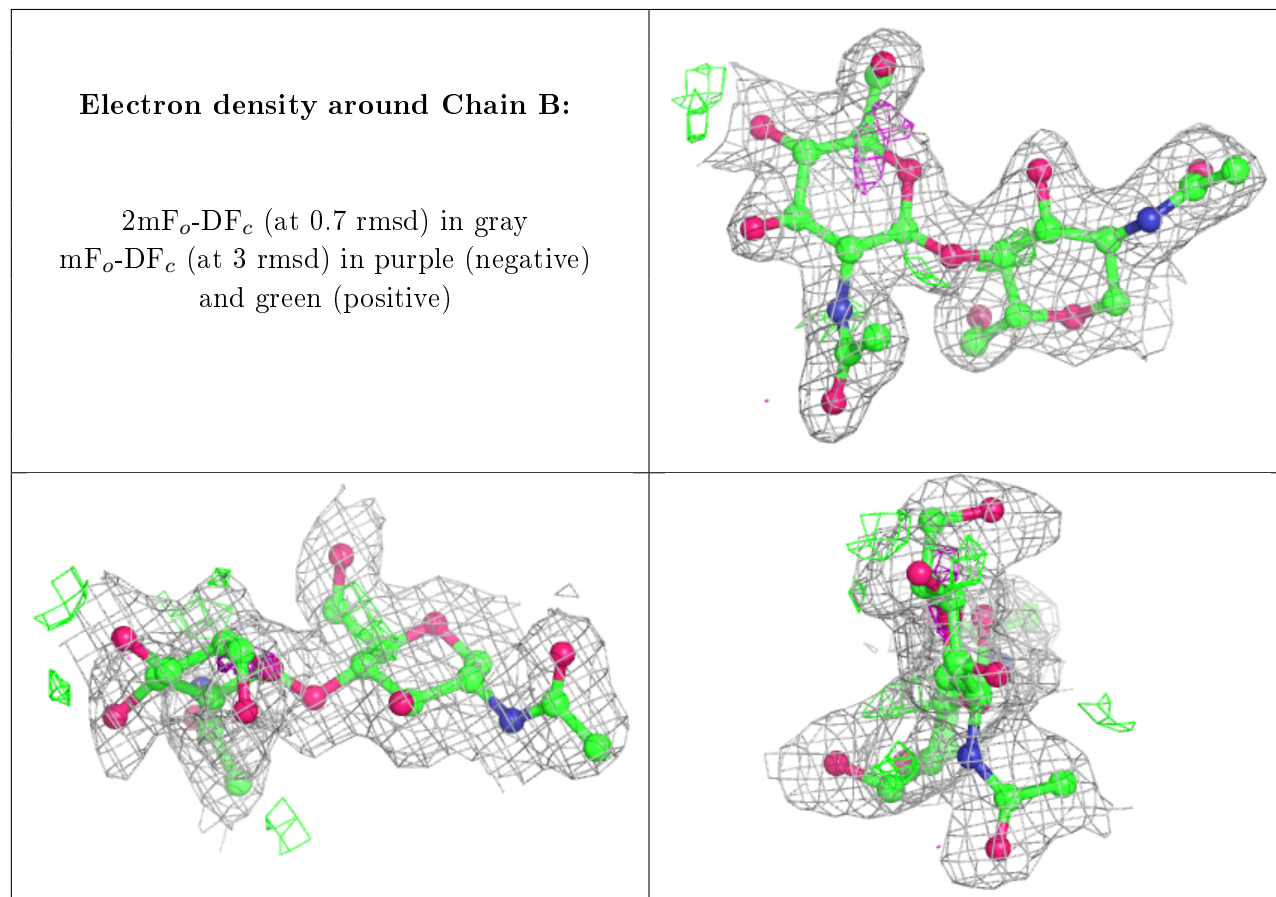 Electron density around Chain B:
2mFo-DFc (at 0.7 rmsd) in gray
mFo-DFc (at 3 rmsd) in purple (negative)
and green (positive)